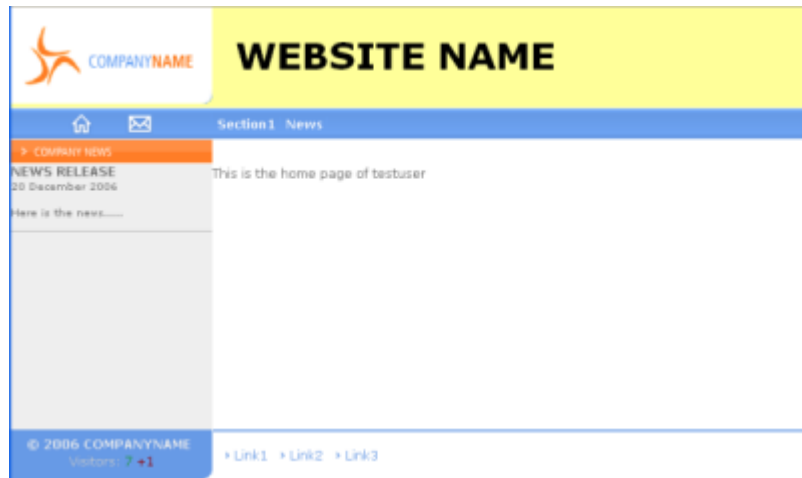 COMPANYNAME
WEBSITE NAME
Section1 News
> COMPANY NEWS
NEWS RELEASE
20 December 2006
Here is the news......
This is the home page of testuser
© 2006 COMPANYNAME
Visitors: 7 +1
Link1 Link2 Link3